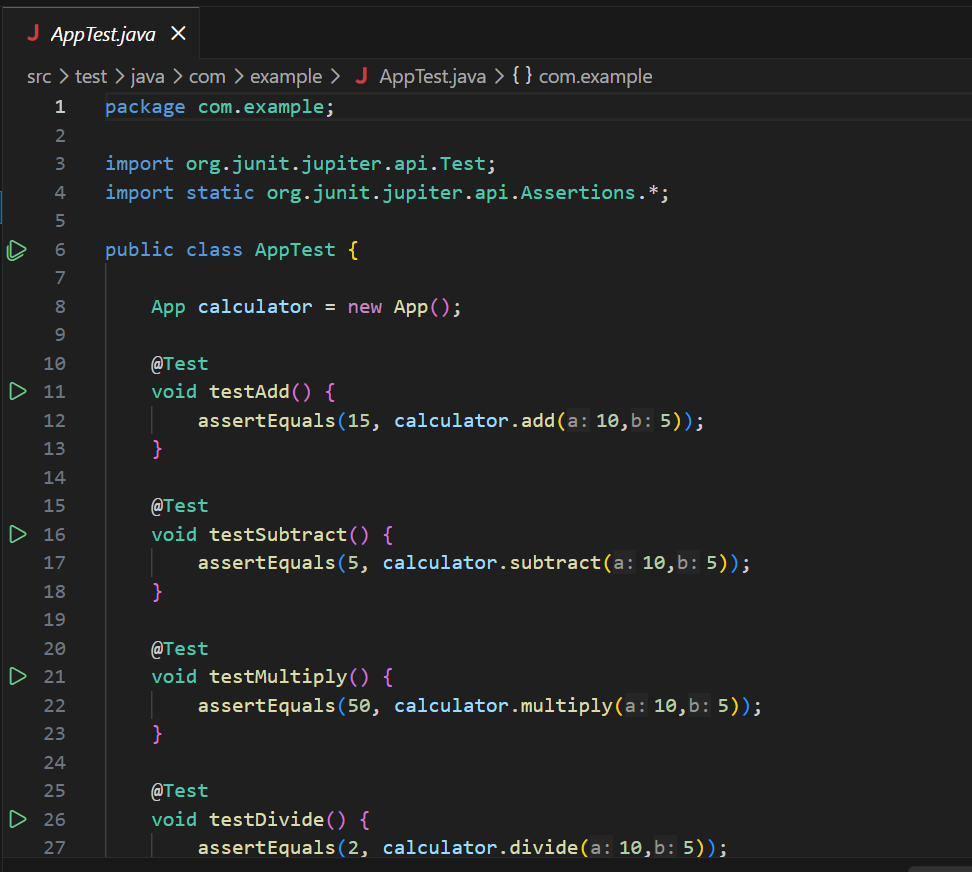 J AppTest.java ×
src > test > java > com > example > J AppTest.java > { } com.example
1 package com.example;
2
3 import org.junit.jupiter.api.Test;
4 import static org.junit.jupiter.api.Assertions.*;
5
6 public class AppTest {
7
8 App calculator = new App();
9
10 @Test
11 void testAdd() {
12 assertEquals(15, calculator.add(a: 10,b: 5));
13 }
14
15 @Test
16 void testSubtract() {
17 assertEquals(5, calculator.subtract(a: 10,b: 5));
18 }
19
20 @Test
21 void testMultiply() {
22 assertEquals(50, calculator.multiply(a: 10,b: 5));
23 }
24
25 @Test
26 void testDivide() {
27 assertEquals(2, calculator.divide(a: 10,b: 5));